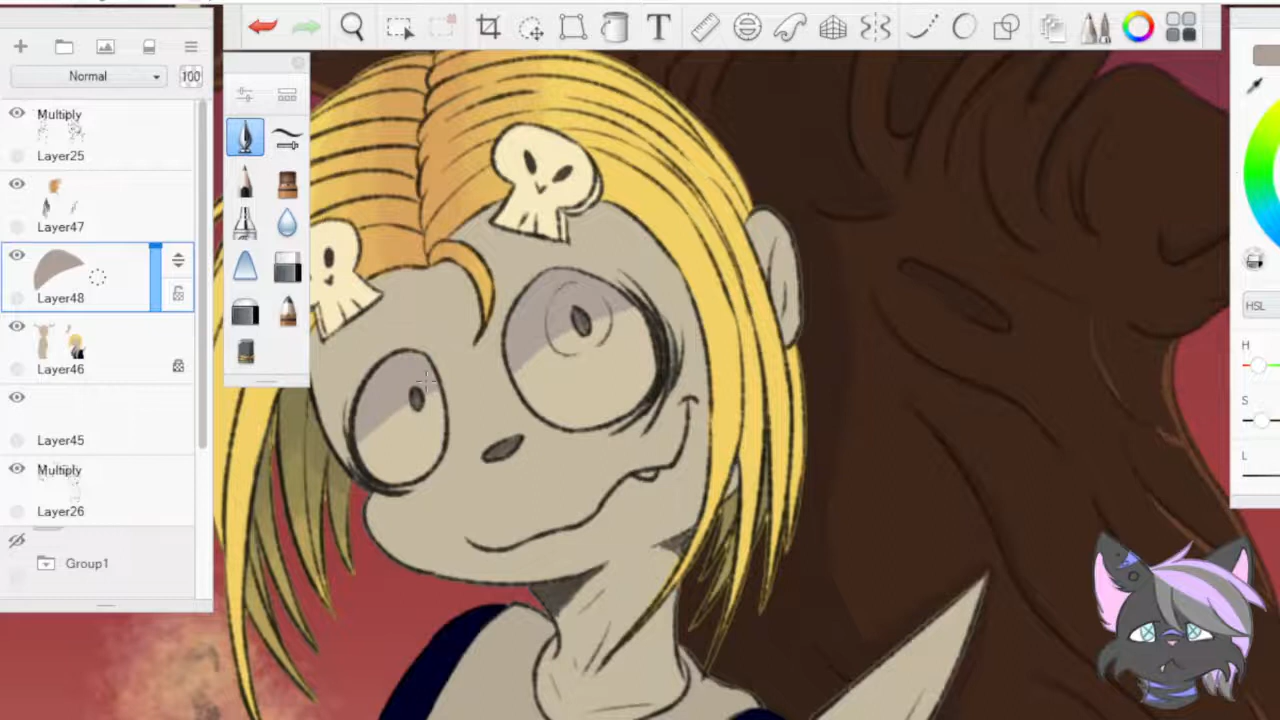 Normal
100
Multiply
Layer25
Layer47
Layer48
Layer46
Layer45
Multiply
Layer26
Group1
T
HSL
H
S
L